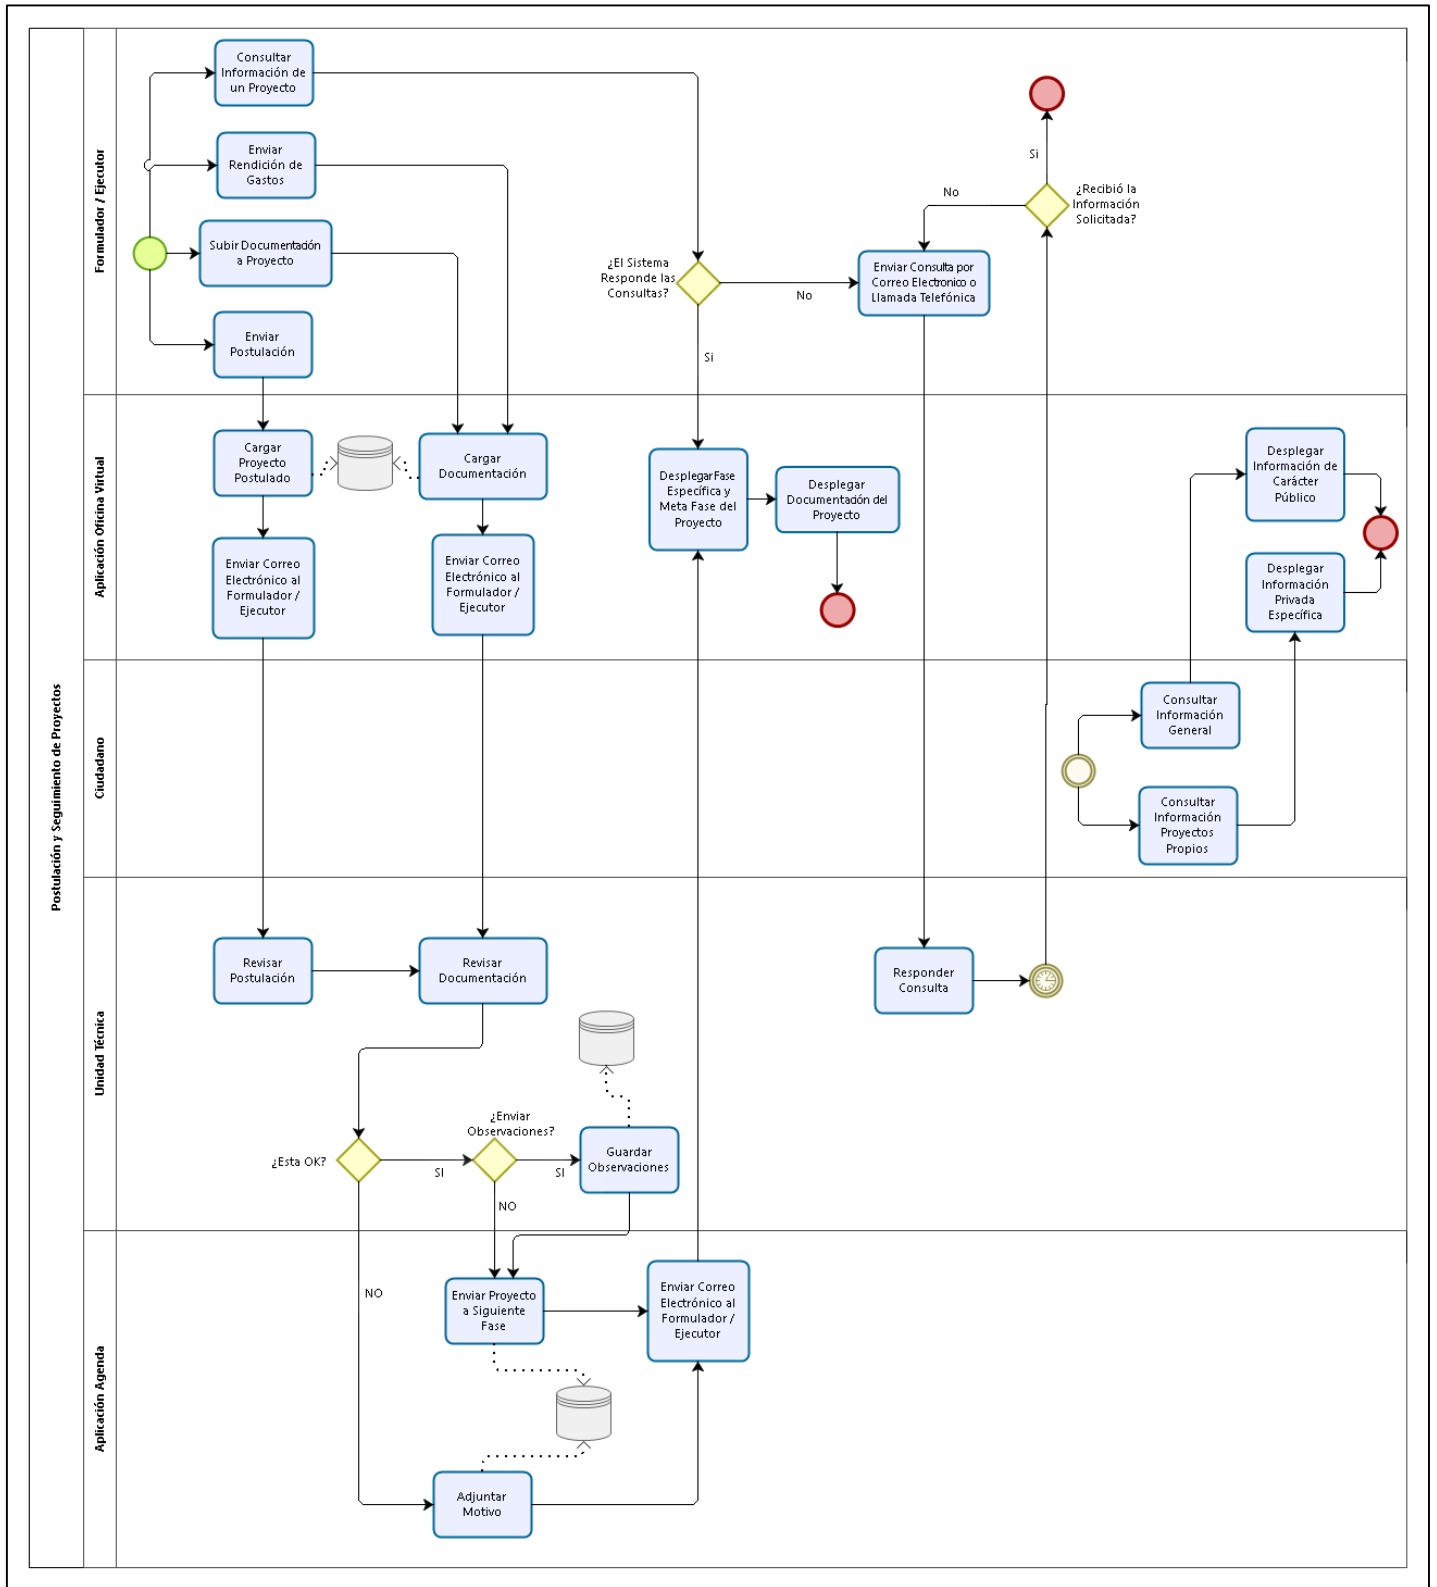 Postulación y Seguimiento de Proyectos
Formulador / Ejecutor
Consultar
Información de
un Proyecto
Enviar
Rendición de
Gastos
Subir Documentación
a Proyecto
Enviar
Postulación
¿El Sistema
Responde las
Consultas?
No
Si
Enviar Consulta por
Correo Electronico o
Llamada Telefónica
No
Si
¿Recibió la
Información
Solicitada?
Aplicación Oficina Virtual
Cargar
Proyecto
Postulado
Cargar
Documentación
Enviar Correo
Electrónico al
Formulador /
Ejecutor
Enviar Correo
Electrónico al
Formulador /
Ejecutor
Desplegar Fase
Específica y
Meta Fase del
Proyecto
Desplegar
Documentación del
Proyecto
Desplegar
Información de
Carácter
Público
Desplegar
Información
Privada
Específica
Ciudadano
Consultar
Información
General
Consultar
Información
Proyectos
Propios
Unidad Técnica
Revisar
Postulación
Revisar
Documentación
Responder
Consulta
¿Esta OK?
SI
¿Enviar
Observaciones?
SI
Guardar
Observaciones
NO
NO
Aplicación Agenda
Enviar Proyecto
a Siguiente
Fase
Enviar Correo
Electrónico al
Formulador /
Ejecutor
Adjuntar
Motivo